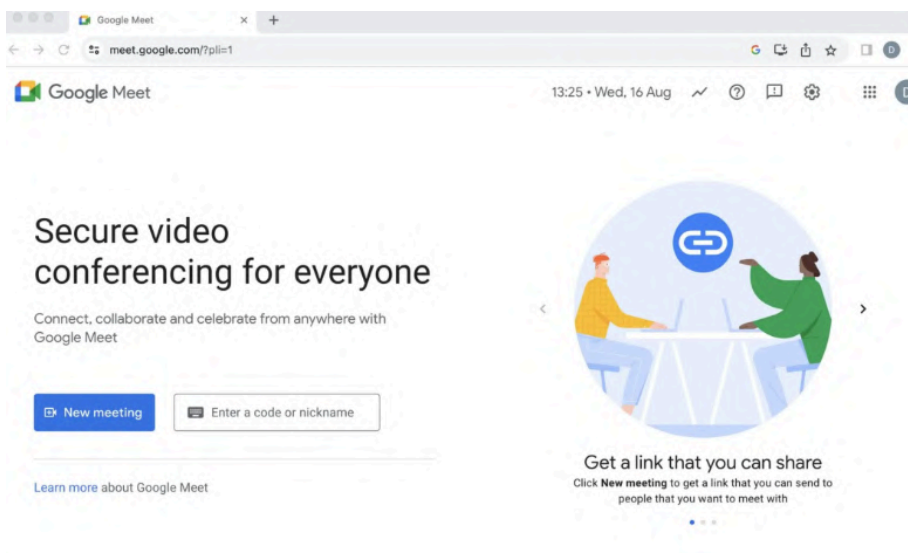 Google Meet
meet.google.com/?pli=1
G
D
Google Meet
13:25 • Wed, 16 Aug
D
Secure video
conferencing for everyone
Connect, collaborate and celebrate from anywhere with
Google Meet
New meeting
Enter a code or nickname
Learn more about Google Meet
Get a link that you can share
Click New meeting to get a link that you can send to
people that you want to meet with